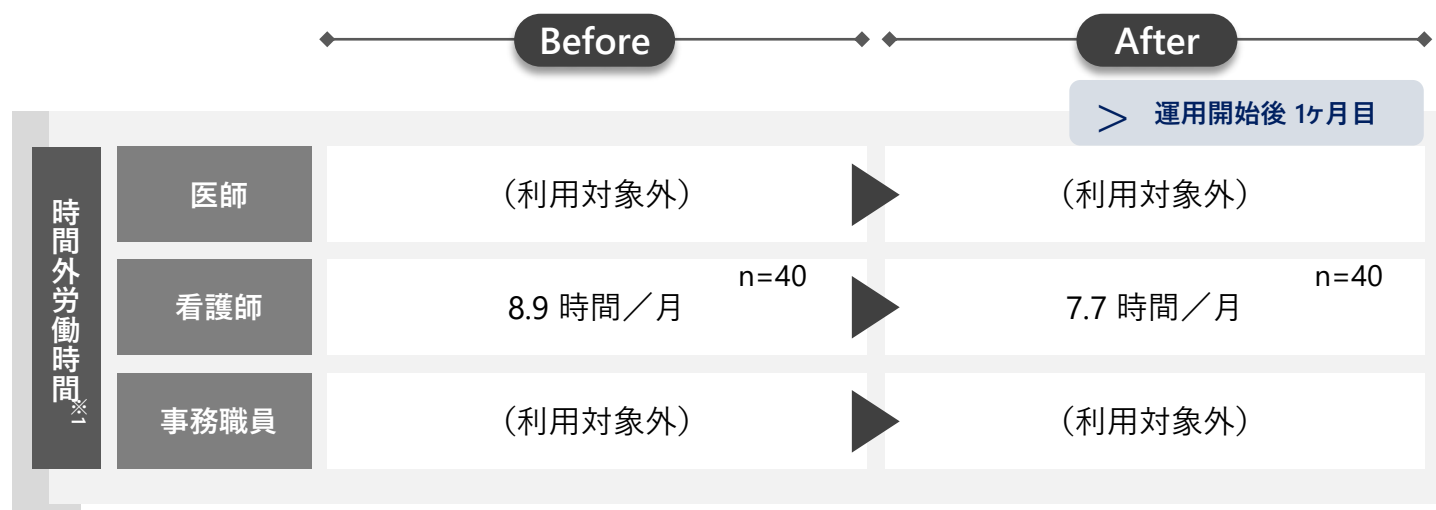 Before
After
> 運用開始後 1ヶ月目
時間外労働時間※1
医師
（利用対象外）
（利用対象外）
看護師
n=40
8.9 時間／月
n=40
7.7 時間／月
事務職員
（利用対象外）
（利用対象外）